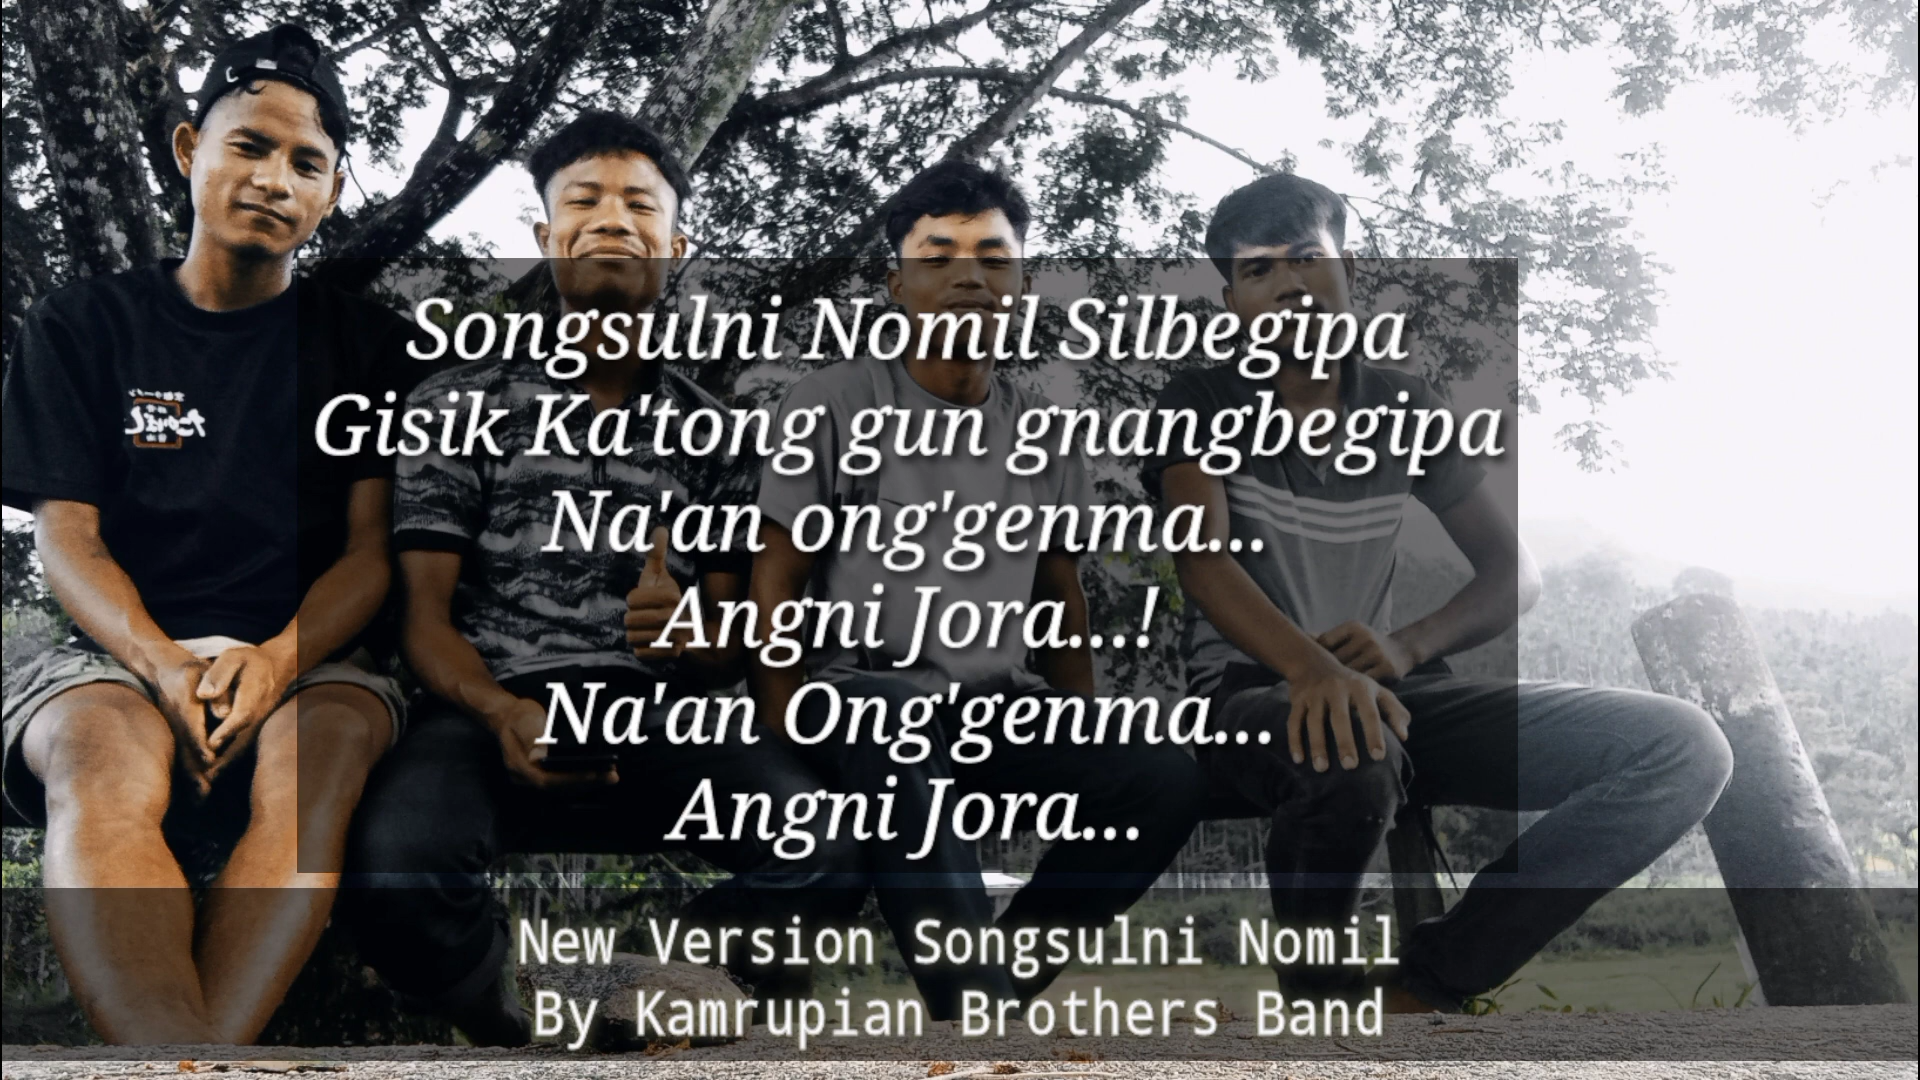 Songsulni Nomil Silbegipa
Gisik Ka'tong gun gnangbegipa
Na'an ong'genma...
Angni Jora...!
Na'an Ong'genma...
Angni Jora...
New Version Songsulni Nomil
By Kamrupian Brothers Band